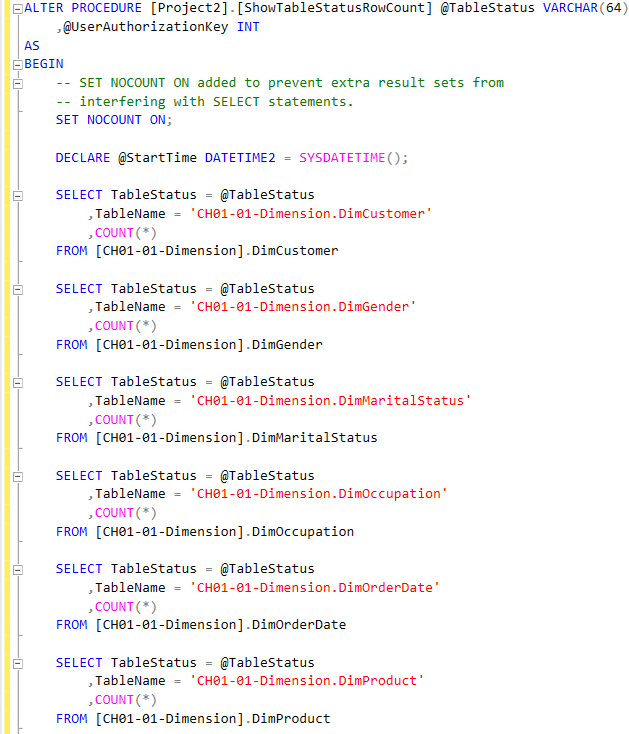 ALTER PROCEDURE [Project2].[ShowTableStatusRowCount] @TableStatus VARCHAR(64)
,@UserAuthorizationKey INT
AS
BEGIN
-- SET NOCOUNT ON added to prevent extra result sets from
-- interfering with SELECT statements.
SET NOCOUNT ON;
DECLARE @StartTime DATETIME2 = SYSDATETIME();
SELECT TableStatus = @TableStatus
,TableName = 'CH01-01-Dimension.DimCustomer'
,COUNT(*)
FROM [CH01-01-Dimension].DimCustomer
SELECT TableStatus = @TableStatus
,TableName = 'CH01-01-Dimension.DimGender'
,COUNT(*)
FROM [CH01-01-Dimension].DimGender
SELECT TableStatus = @TableStatus
,TableName = 'CH01-01-Dimension.DimMaritalStatus'
,COUNT(*)
FROM [CH01-01-Dimension].DimMaritalStatus
SELECT TableStatus = @TableStatus
,TableName = 'CH01-01-Dimension.DimOccupation'
,COUNT(*)
FROM [CH01-01-Dimension].DimOccupation
SELECT TableStatus = @TableStatus
,TableName = 'CH01-01-Dimension.DimOrderDate'
,COUNT(*)
FROM [CH01-01-Dimension].DimOrderDate
SELECT TableStatus = @TableStatus
,TableName = 'CH01-01-Dimension.DimProduct'
,COUNT(*)
FROM [CH01-01-Dimension].DimProduct